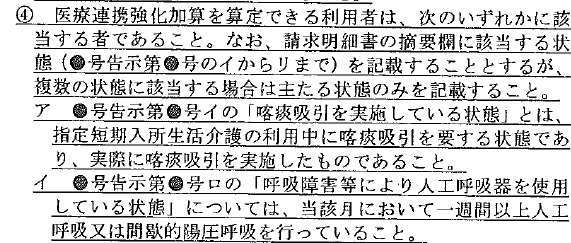 ④ 医療連携強化加算を算定できる利用者は、次のいずれかに該
当する者であること。なお、請求明細書の摘要欄に該当する状
態（●号告示第●号のイからリまで）を記載することとするが、
複数の状態に該当する場合は主たる状態のみを記載すること。
ア ●号告示第●号イの「喀痰吸引を実施している状態」とは、
指定短期入所生活介護の利用中に喀痰吸引を要する状態であ
り、実際に喀痰吸引を実施したものであること。
イ ●号告示第●号ロの「呼吸障害等により人工呼吸器を使用
している状態」については、当該月において一週間以上人工
呼吸又は間歇的陽圧呼吸を行っていること。